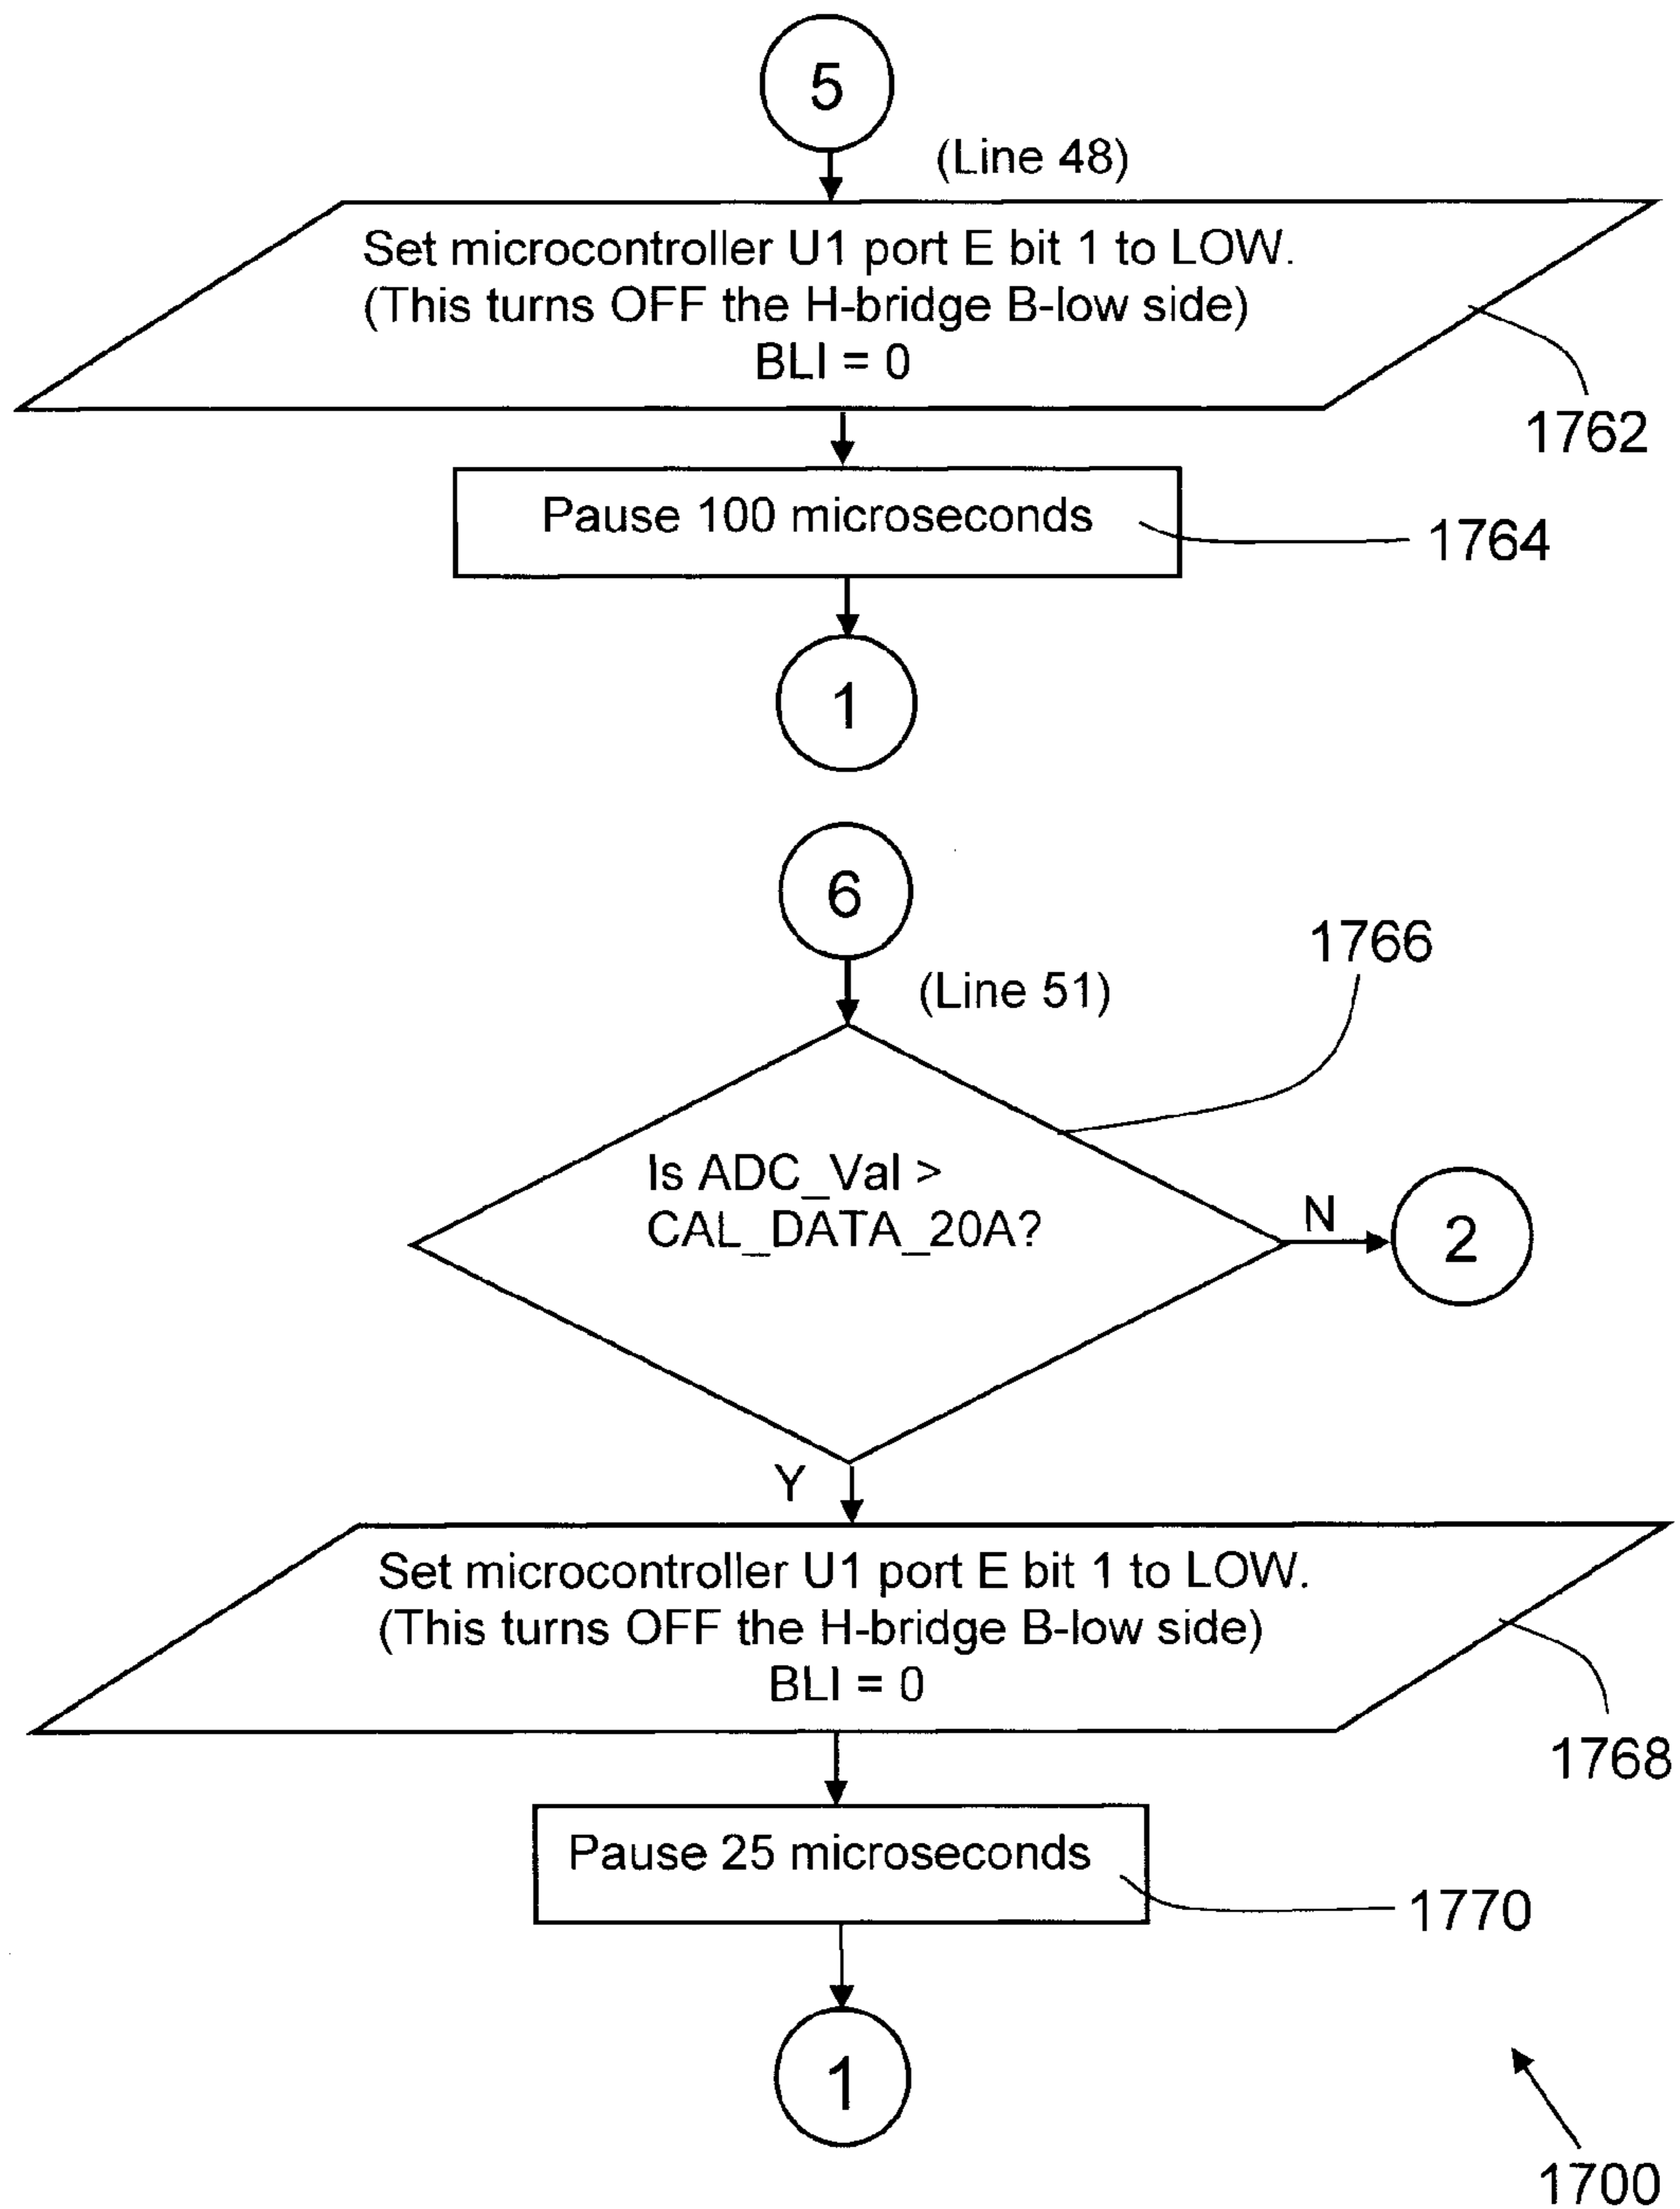 5
(Line 48)
Set microcontroller U1 port E bit 1 to LOW.
(This turns OFF the H-bridge B-low side)
BLI = 0
1762
Pause 100 microseconds
1764
1
6
1766
(Line 51)
Is ADC_Val >
CAL_DATA_20A?
N
2
Y
Set microcontroller U1 port E bit 1 to LOW.
(This turns OFF the H-bridge B-low side)
BLI = 0
1768
Pause 25 microseconds
1770
1
1700